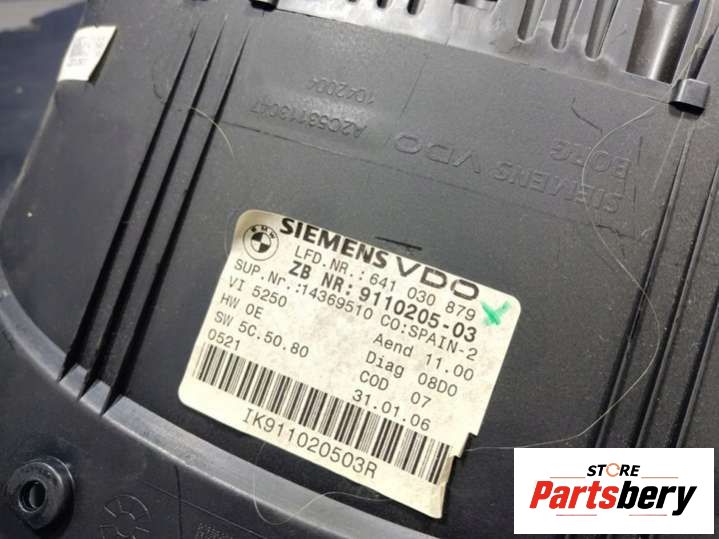 1042004
A2C53113047
SIEMENS VDO
BOTG
BMW
SIEMENS VDO
LFD.NR.:641 030 879
ZB NR:9110205-03
SUP.Nr.:14369510 CO:SPAIN-2
VI 5250 Aend 11.00
HW 0E Diag 08D0
SW 5C.50.80 COD 07
0521 31.01.06
IK911020503R
STORE
Partsbery